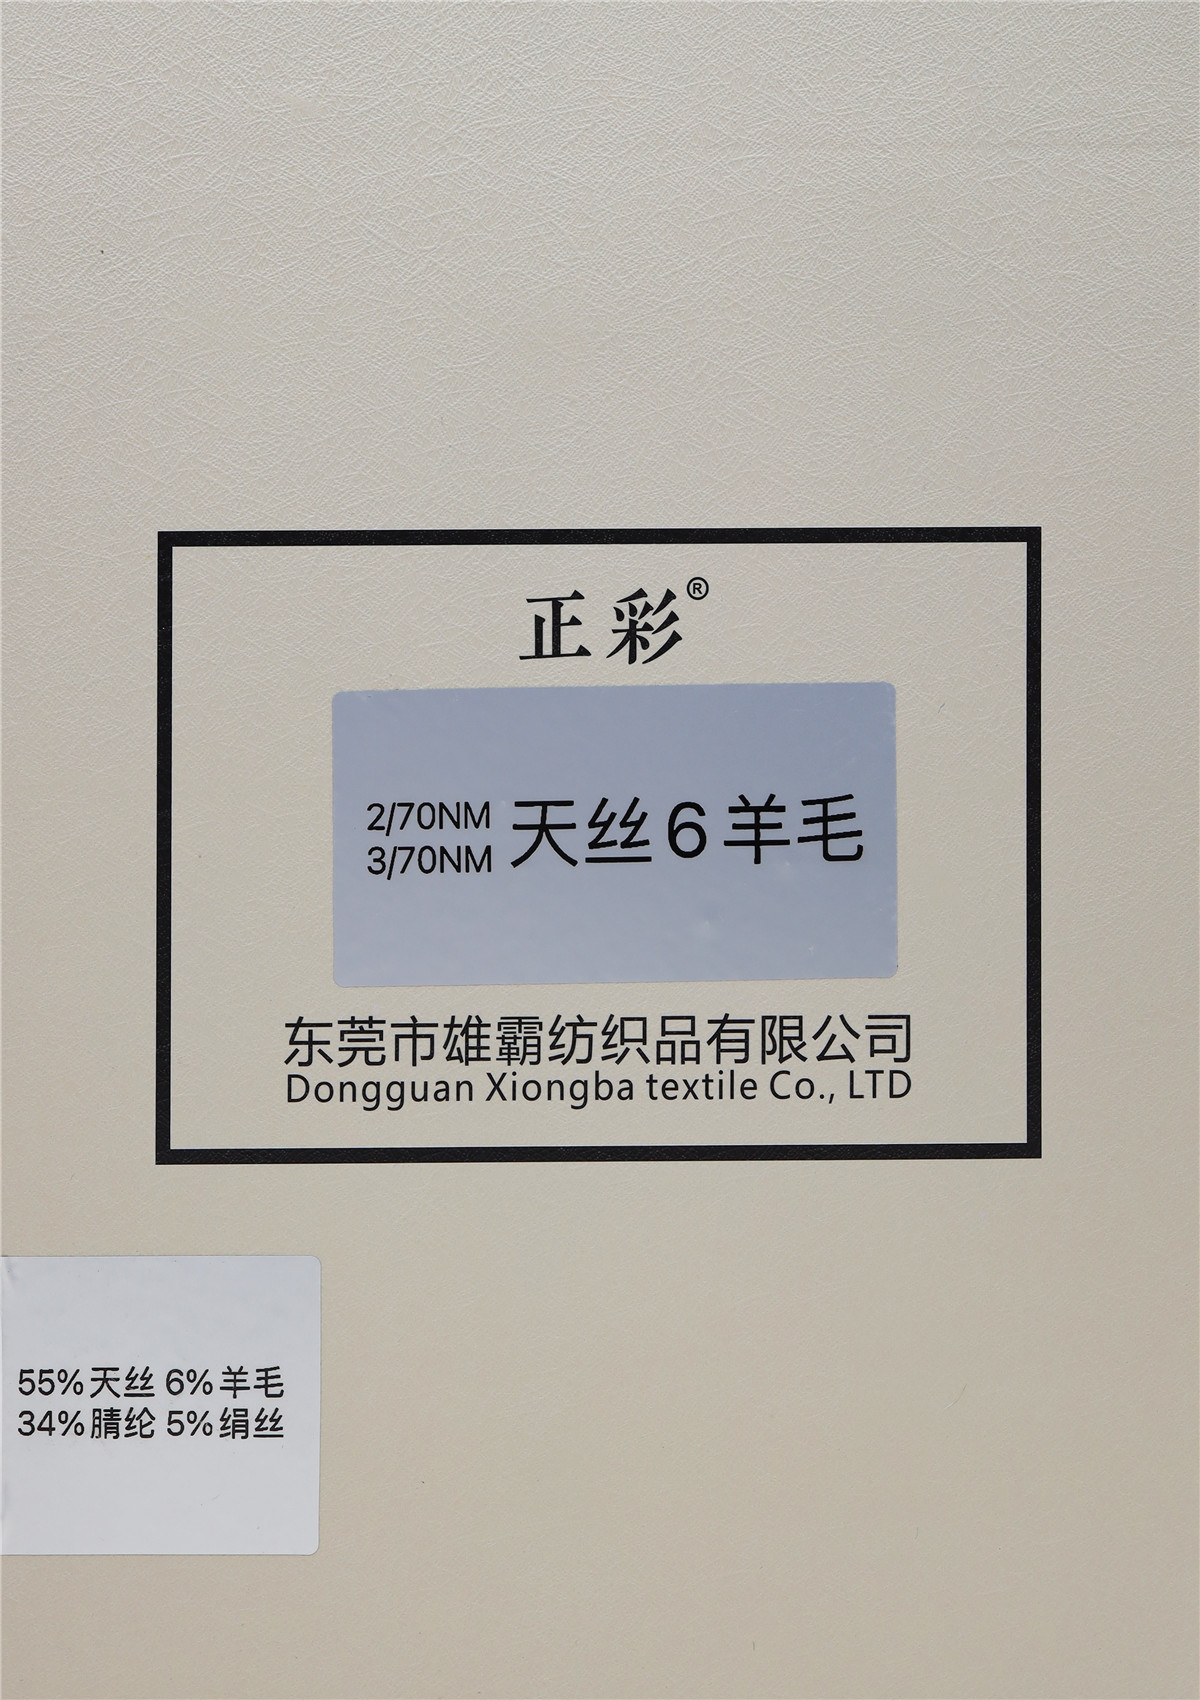 正彩®
2/70NM
3/70NM
天丝6羊毛
东莞市雄霸纺织品有限公司
Dongguan Xiongba textile Co., LTD
55%天丝 6%羊毛
34%腈纶 5%绢丝